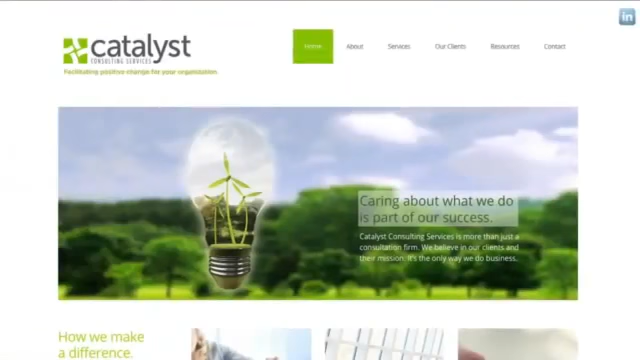 in
catalyst
CONSULTING SERVICES
Facilitating positive change for your organization.
Home About Services Our Clients Resources Contact
Caring about what we do
is part of our success.
Catalyst Consulting Services is more than just a
consultation firm. We believe in our clients and
their mission. It's the only way we do business.
How we make
a difference.